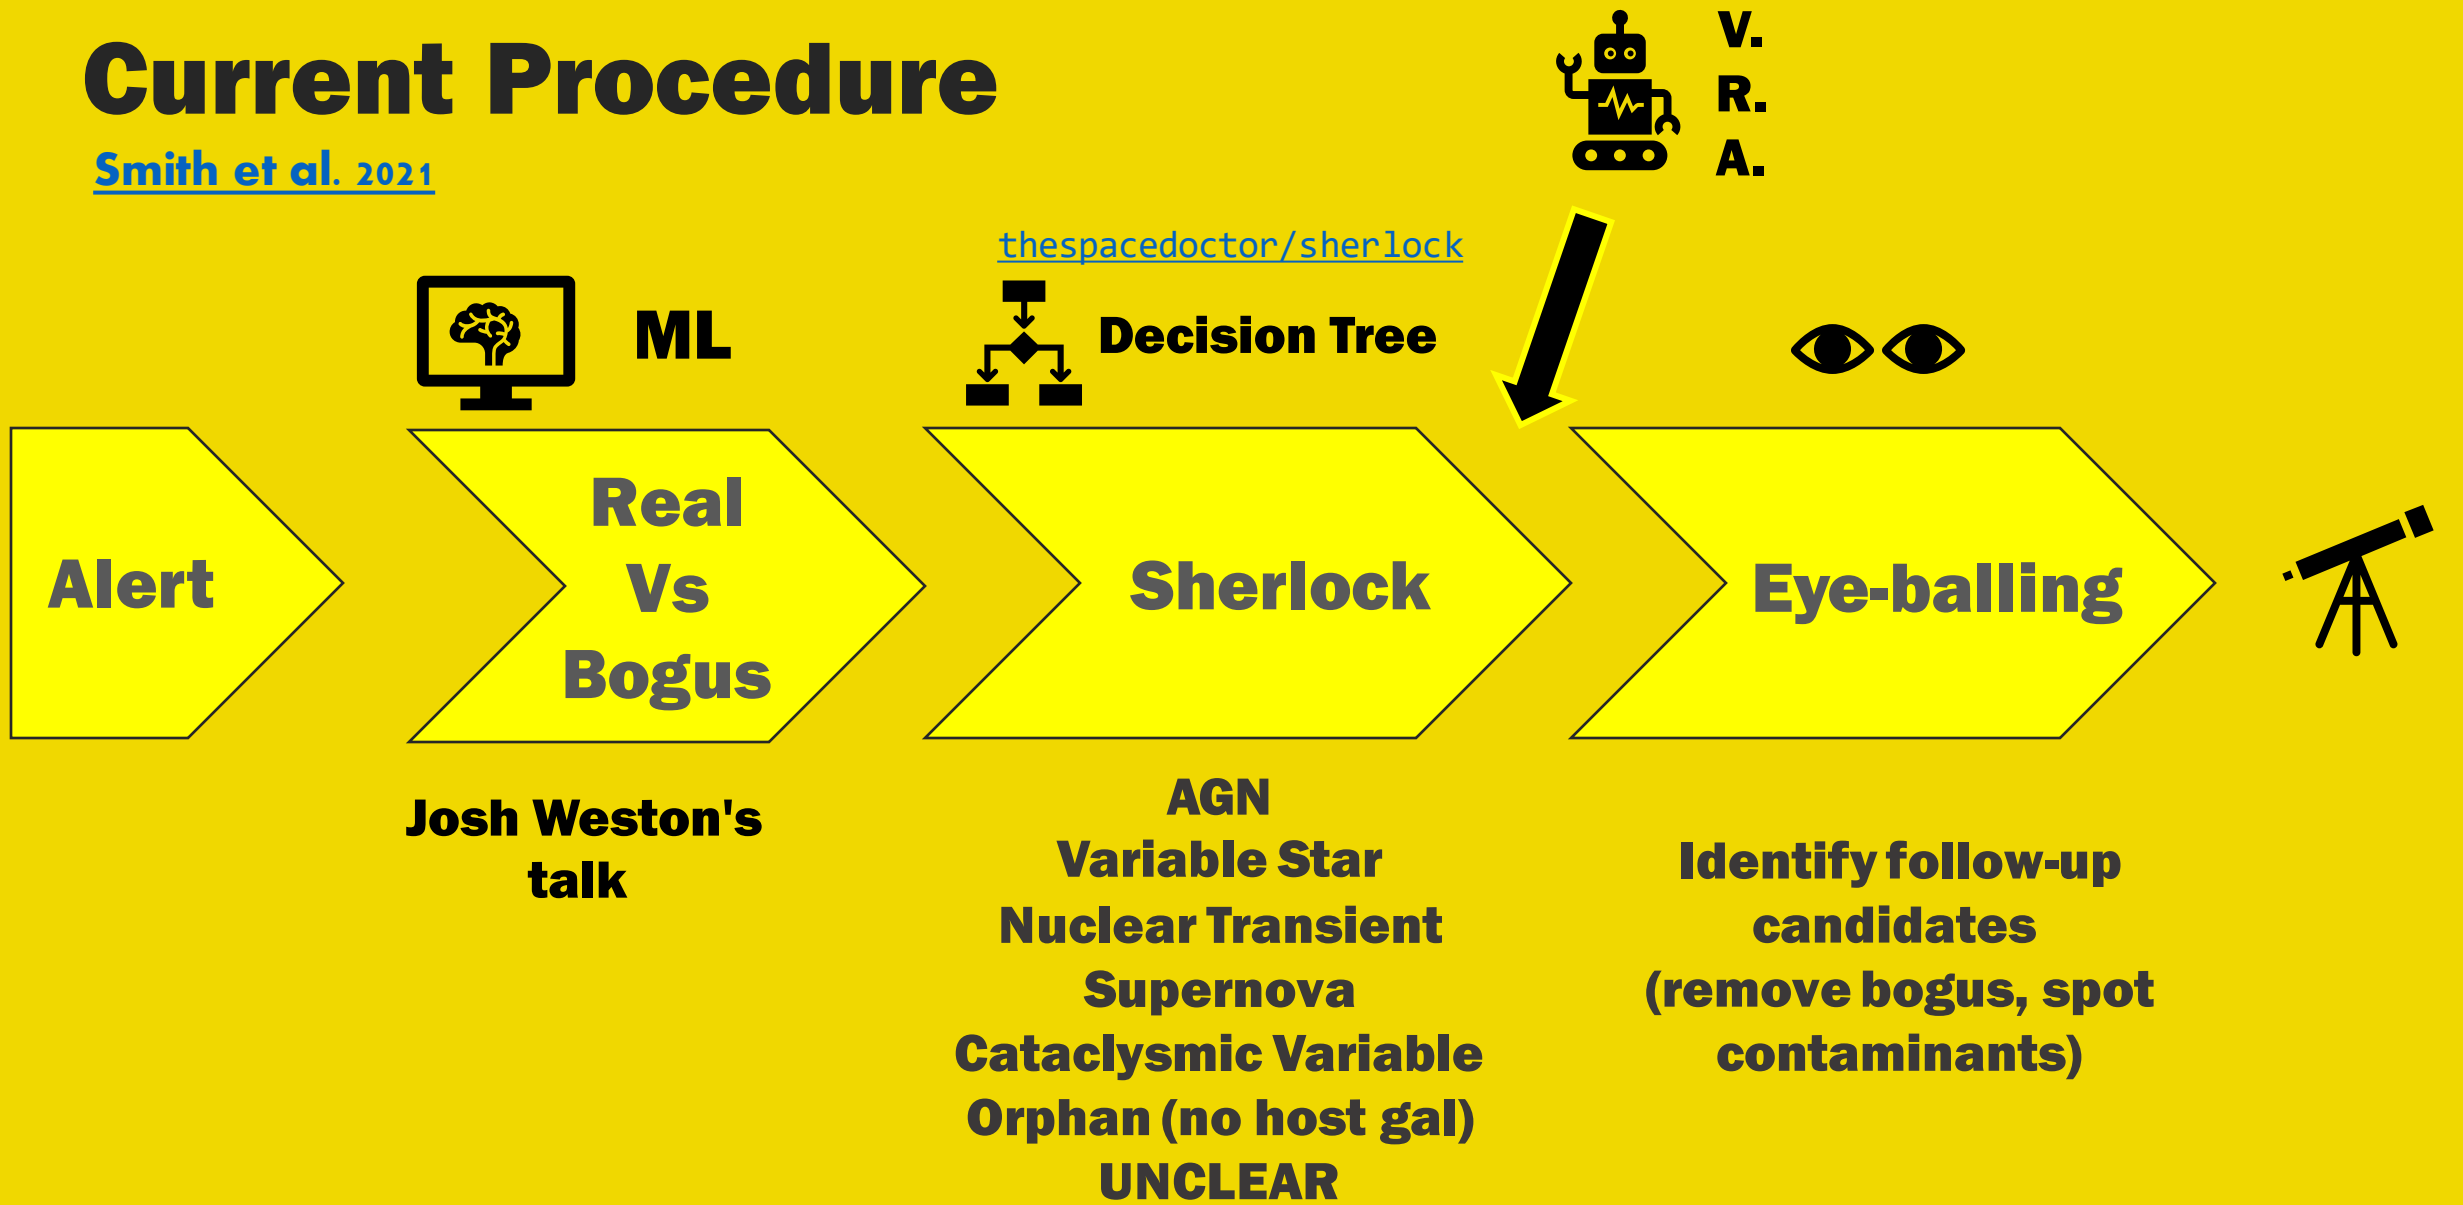 Current Procedure
Smith et al. 2021
V.
R.
A.
thespacedoctor/sherlock
ML
Decision Tree
Alert
Real
Vs
Bogus
Sherlock
Eye-balling
Josh Weston's
talk
AGN
Variable Star
Nuclear Transient
Supernova
Cataclysmic Variable
Orphan (no host gal)
UNCLEAR
Identify follow-up
candidates
(remove bogus, spot
contaminants)